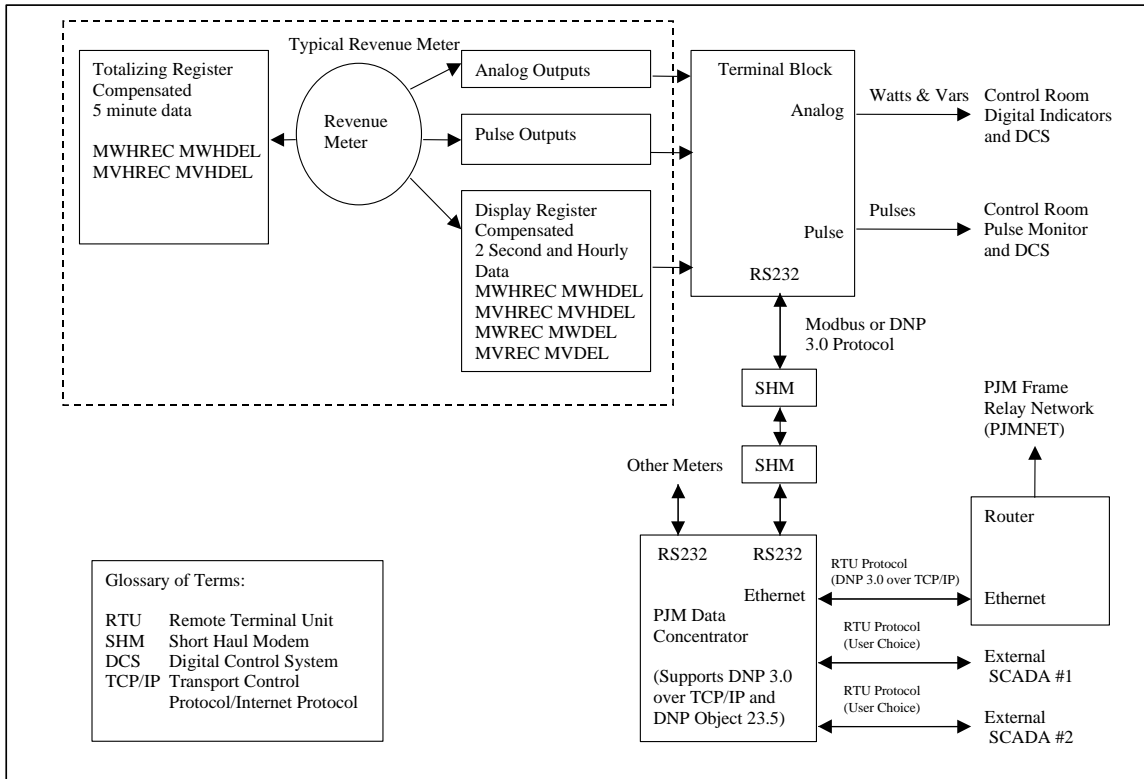 Typical Revenue Meter
Totalizing Register
Compensated
5 minute data
MWHREC MWHDEL
MVHREC MVHDEL
Revenue
Meter
Analog Outputs
Pulse Outputs
Display Register
Compensated
2 Second and Hourly
Data
MWHREC MWHDEL
MVHREC MVHDEL
MWREC MWDEL
MVREC MVDEL
Terminal Block
Analog
Pulse
RS232
Watts & Vars
Control Room
Digital Indicators
and DCS
Pulses
Control Room
Pulse Monitor
and DCS
Modbus or DNP
3.0 Protocol
SHM
SHM
Other Meters
PJM Frame
Relay Network
(PJMNET)
Router
Ethernet
RS232 RS232
Ethernet
PJM Data
Concentrator
(Supports DNP 3.0
over TCP/IP and
DNP Object 23.5)
RTU Protocol
(DNP 3.0 over TCP/IP)
RTU Protocol
(User Choice)
External
SCADA #1
RTU Protocol
(User Choice)
External
SCADA #2
Glossary of Terms:
RTU Remote Terminal Unit
SHM Short Haul Modem
DCS Digital Control System
TCP/IP Transport Control
Protocol/Internet Protocol